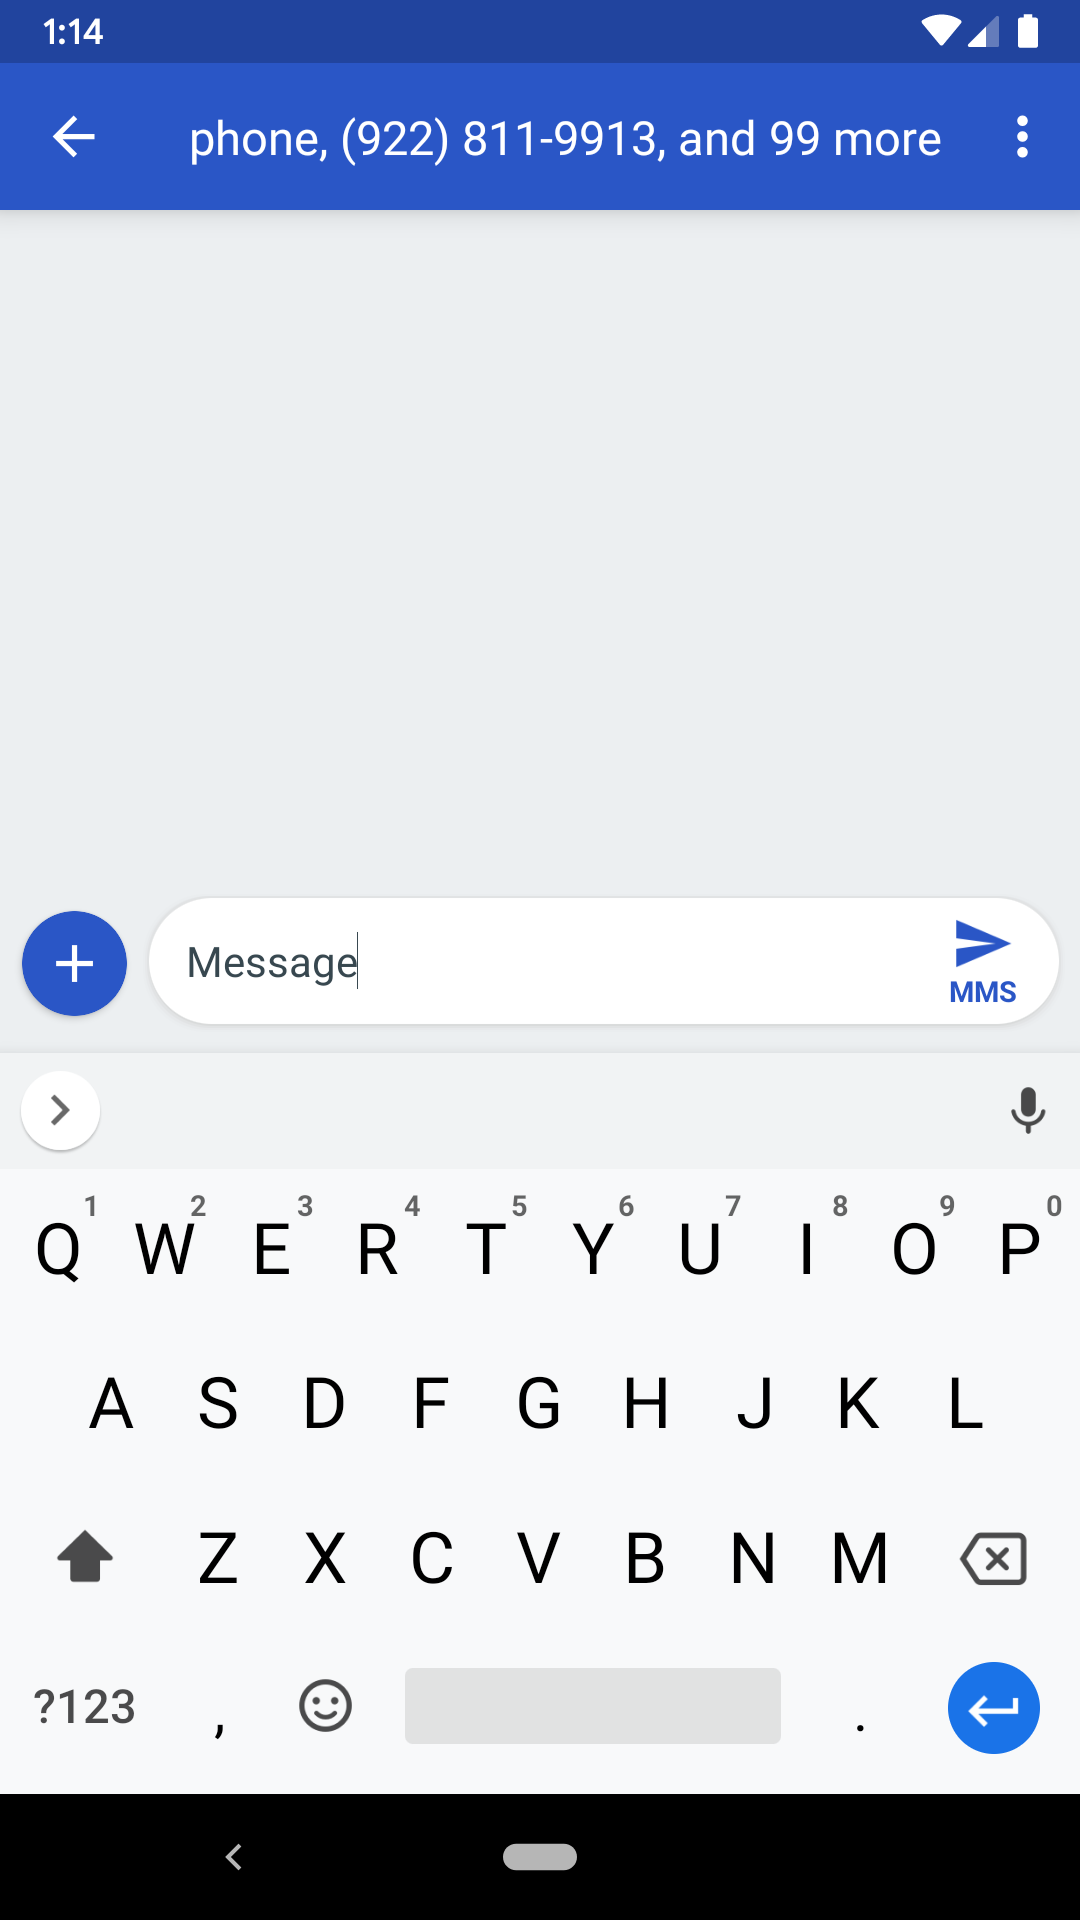 1:14
phone, (922) 811-9913, and 99 more
Message
MMS
1 2 3 4 5 6 7 8 9 0
Q W E R T Y U I O P
A S D F G H J K L
Z X C V B N M
?123 , .